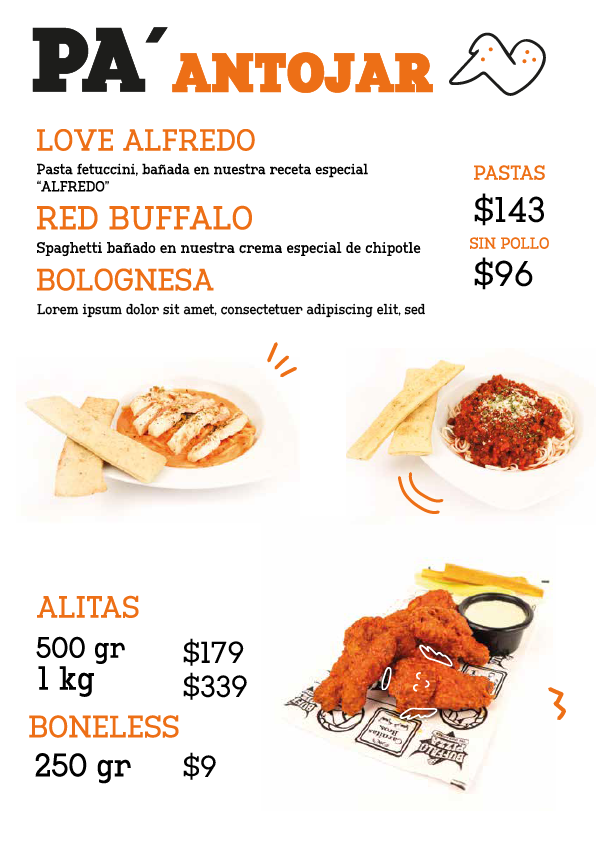 PA´ ANTOJAR
LOVE ALFREDO
Pasta fetuccini, bañada en nuestra receta especial
“ALFREDO”
RED BUFFALO
Spaghetti bañado en nuestra crema especial de chipotle
BOLOGNESA
Lorem ipsum dolor sit amet, consectetuer adipiscing elit, sed
PASTAS
$143
SIN POLLO
$96
ALITAS
500 gr $179
1 kg $339
BONELESS
250 gr $9
BUFFALO
PIZZA